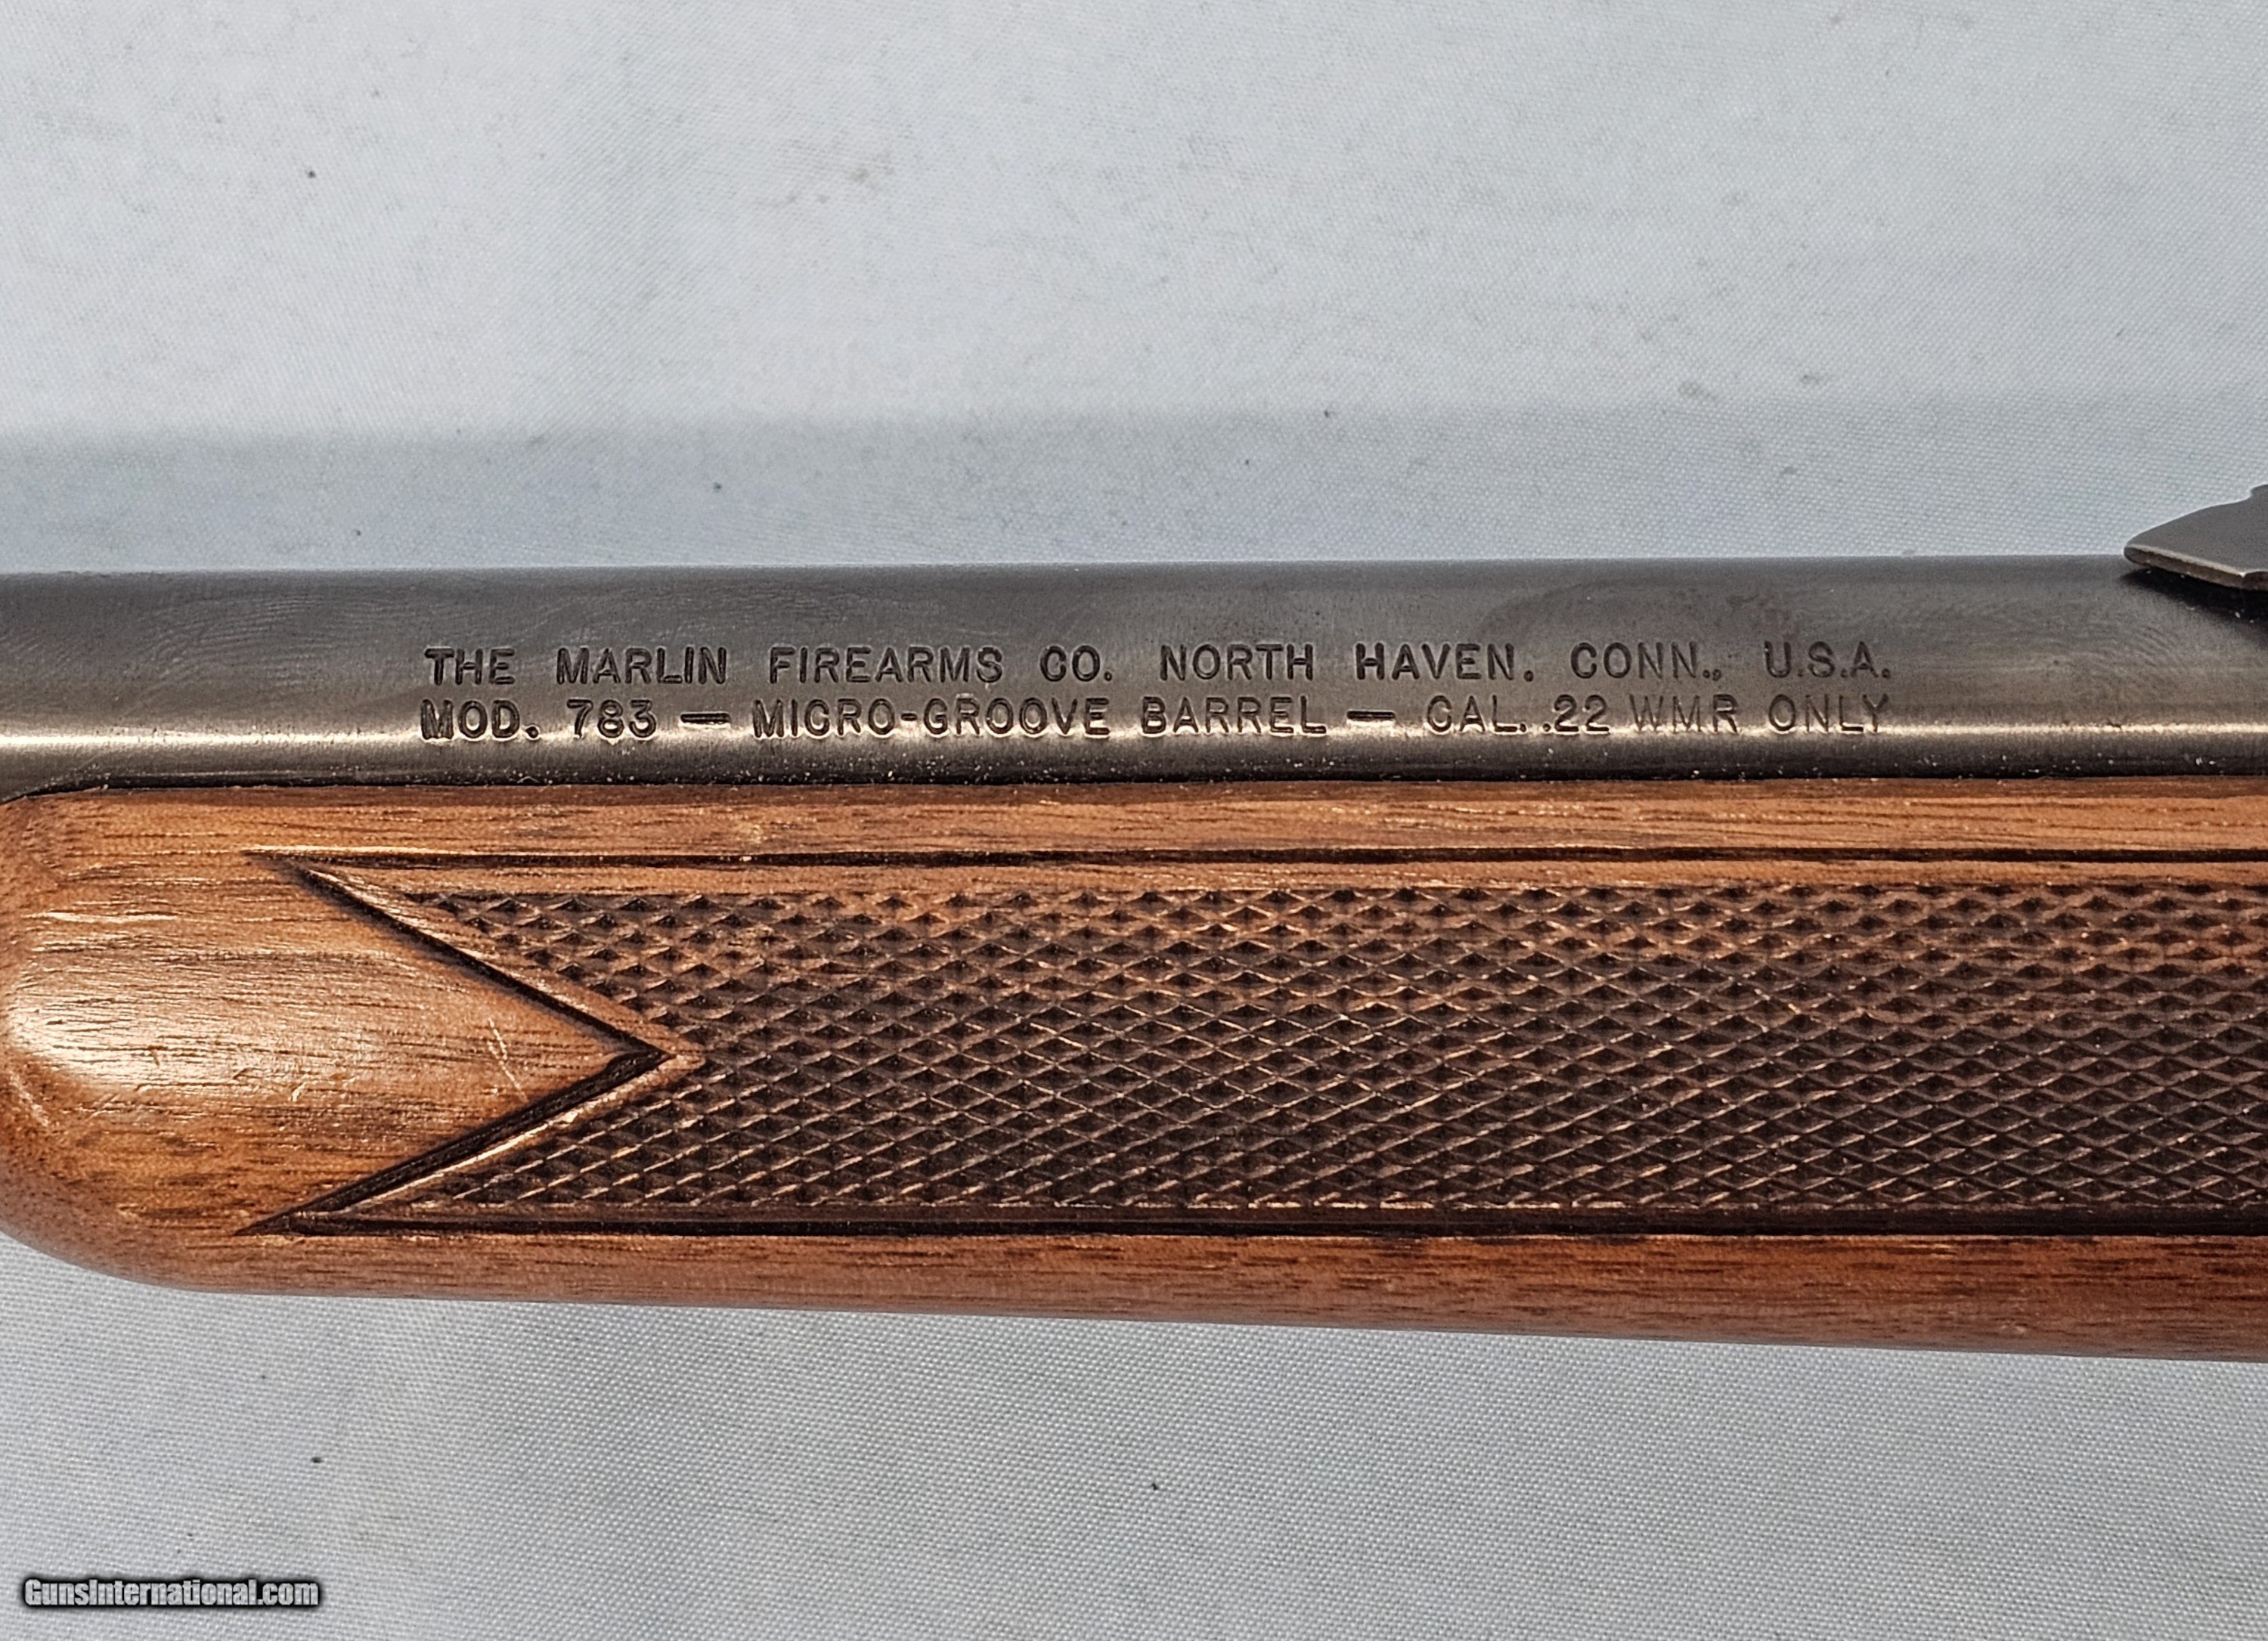 THE MARLIN FIREARMS CO. NORTH HAVEN. CONN., U.S.A.
MOD. 783 — MICRO-GROOVE BARREL — CAL. .22 WMR ONLY
GunsInternational.com